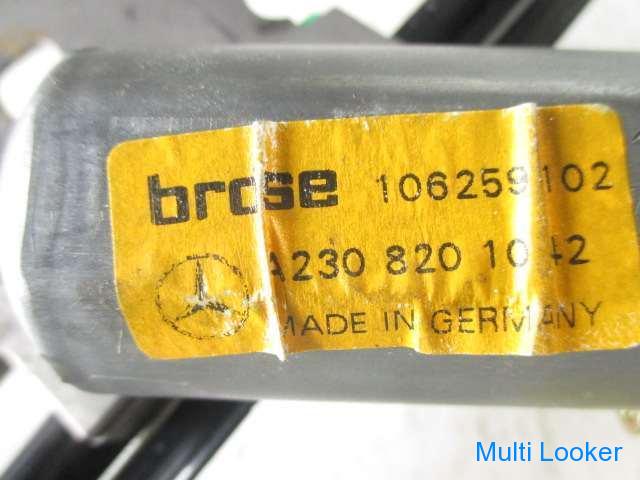 brose 106259102
A230 820 1042
MADE IN GERMANY
Multi Looker